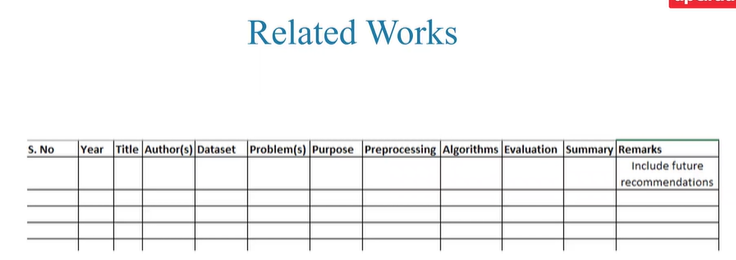 Related Works
S. No Year Title Author(s) Dataset Problem(s) Purpose Preprocessing Algorithms Evaluation Summary Remarks
Include future
recommendations